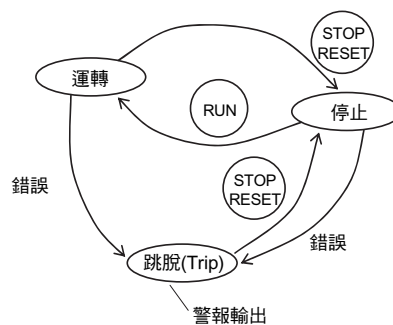 STOP
RESET
運轉
RUN
停止
STOP
RESET
錯誤
錯誤
跳脫(Trip)
警報輸出